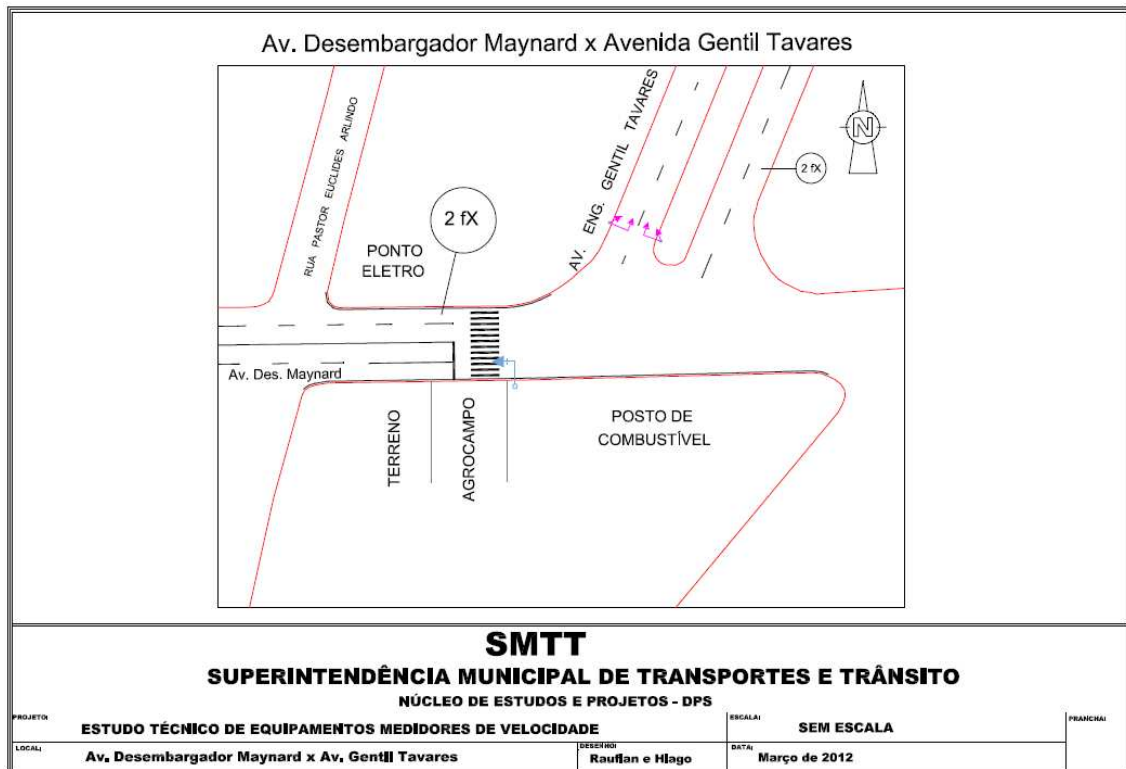 Av. Desembargador Maynard x Avenida Gentil Tavares
RUA PASTOR EUCLIDES ARLINDO
AV. ENG. GENTIL TAVARES
N
2 fX
2 fX
PONTO
ELETRO
Av. Des. Maynard
TERRENO
AGROCAMPO
POSTO DE
COMBUSTÍVEL
SMTT
SUPERINTENDÊNCIA MUNICIPAL DE TRANSPORTES E TRÂNSITO
NÚCLEO DE ESTUDOS E PROJETOS - DPS
PROJETO:
ESTUDO TÉCNICO DE EQUIPAMENTOS MEDIDORES DE VELOCIDADE
ESCALA:
SEM ESCALA
PRANCHA:
LOCAL:
Av. Desembargador Maynard x Av. Gentil Tavares
DESENHO:
Rauflan e Hiago
DATA:
Março de 2012